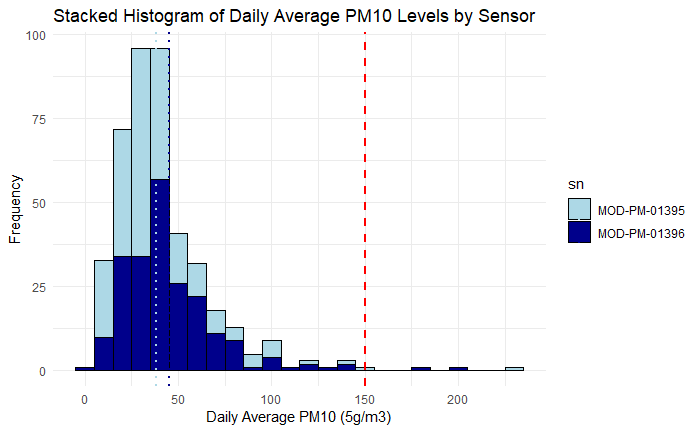 Stacked Histogram of Daily Average PM10 Levels by Sensor
100
75
50
25
0
Frequency
0
50
100
150
200
Daily Average PM10 (5g/m3)
sn
MOD-PM-01395
MOD-PM-01396